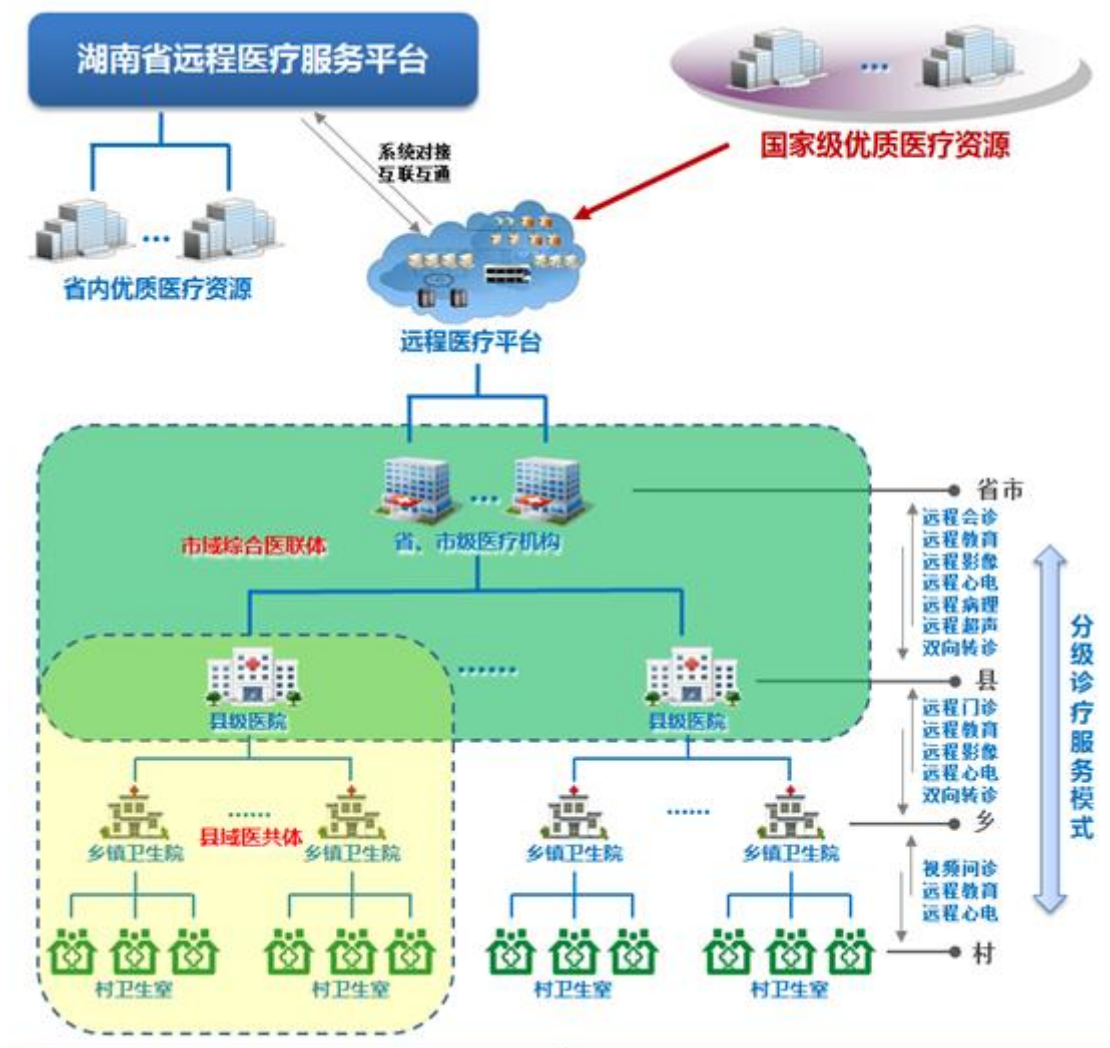 湖南省远程医疗服务平台
国家级优质医疗资源
系统对接
互联互通
省内优质医疗资源
远程医疗平台
省、市级医疗机构
市域综合医联体
县级医院
县级医院
乡镇卫生院
乡镇卫生院
县域医共体
乡镇卫生院
乡镇卫生院
村卫生室
村卫生室
村卫生室
村卫生室
省市
远程会诊
远程教育
远程影像
远程心电
远程病理
远程超声
双向转诊
县
远程门诊
远程教育
远程影像
远程心电
双向转诊
乡
视频问诊
远程教育
远程心电
村
分级诊疗服务模式